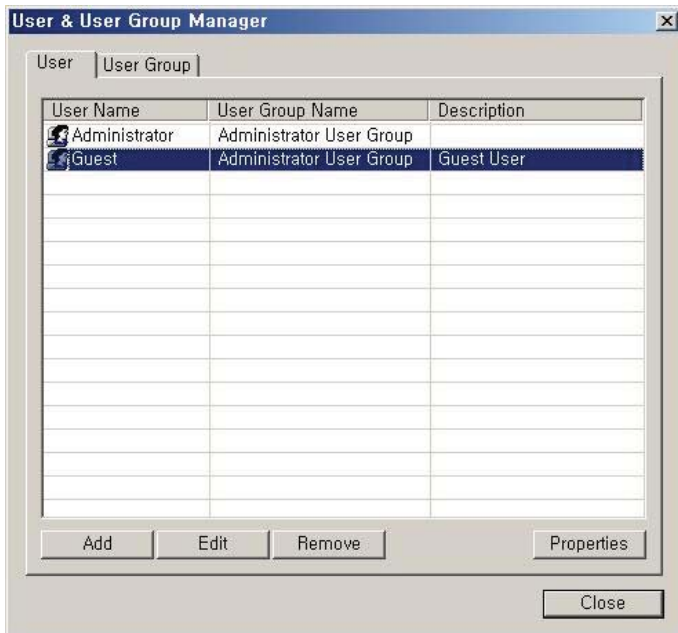 User & User Group Manager
User User Group
User Name User Group Name Description
Administrator Administrator User Group
Guest Administrator User Group Guest User
Add Edit Remove Properties
Close